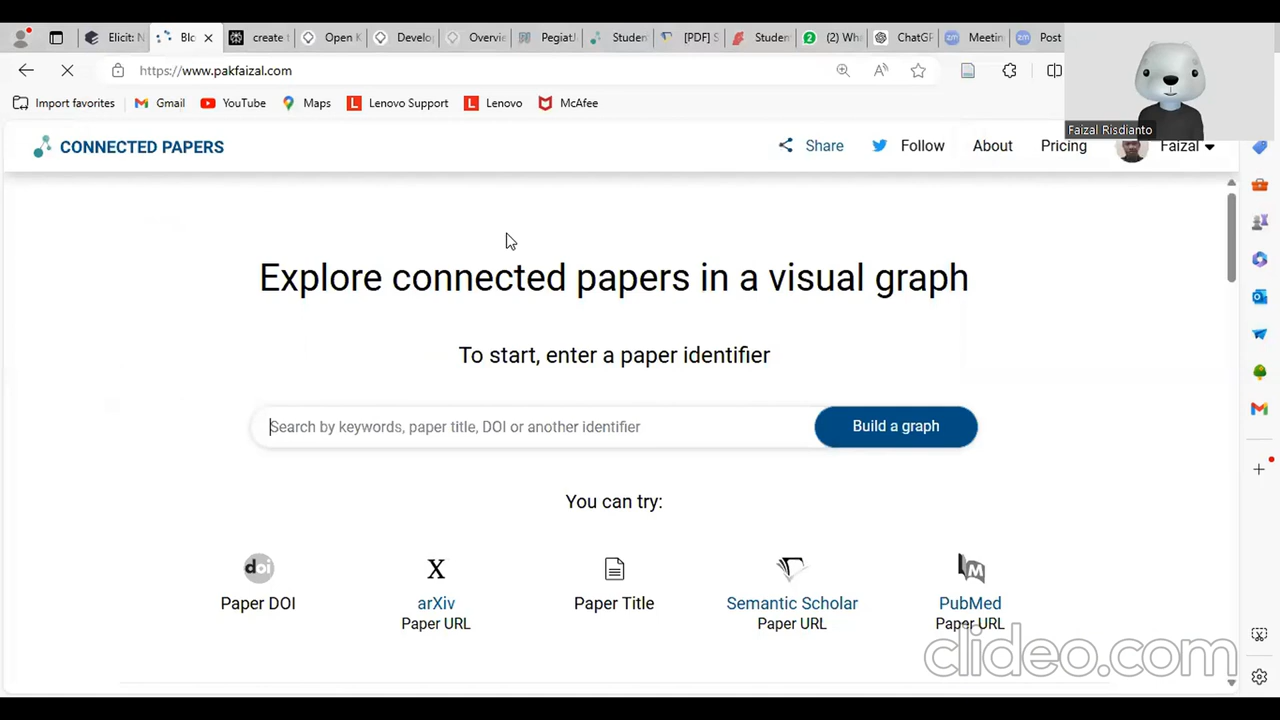 Elicit: N
Blo
create t
Open K
Develo
Overvie
PegiatJ
Studen
[PDF] S
Studen
(2) Wh
ChatGP
Meetin
Post
https://www.pakfaizal.com
Import favorites
Gmail
YouTube
Maps
Lenovo Support
Lenovo
McAfee
Faizal Risdianto
CONNECTED PAPERS
Share
Follow
About
Pricing
Faizal
Explore connected papers in a visual graph
To start, enter a paper identifier
Search by keywords, paper title, DOI or another identifier
Build a graph
You can try:
doi
Paper DOI
X
arXiv
Paper URL
Paper Title
Semantic Scholar
Paper URL
PubMed
Paper URL
clideo.com